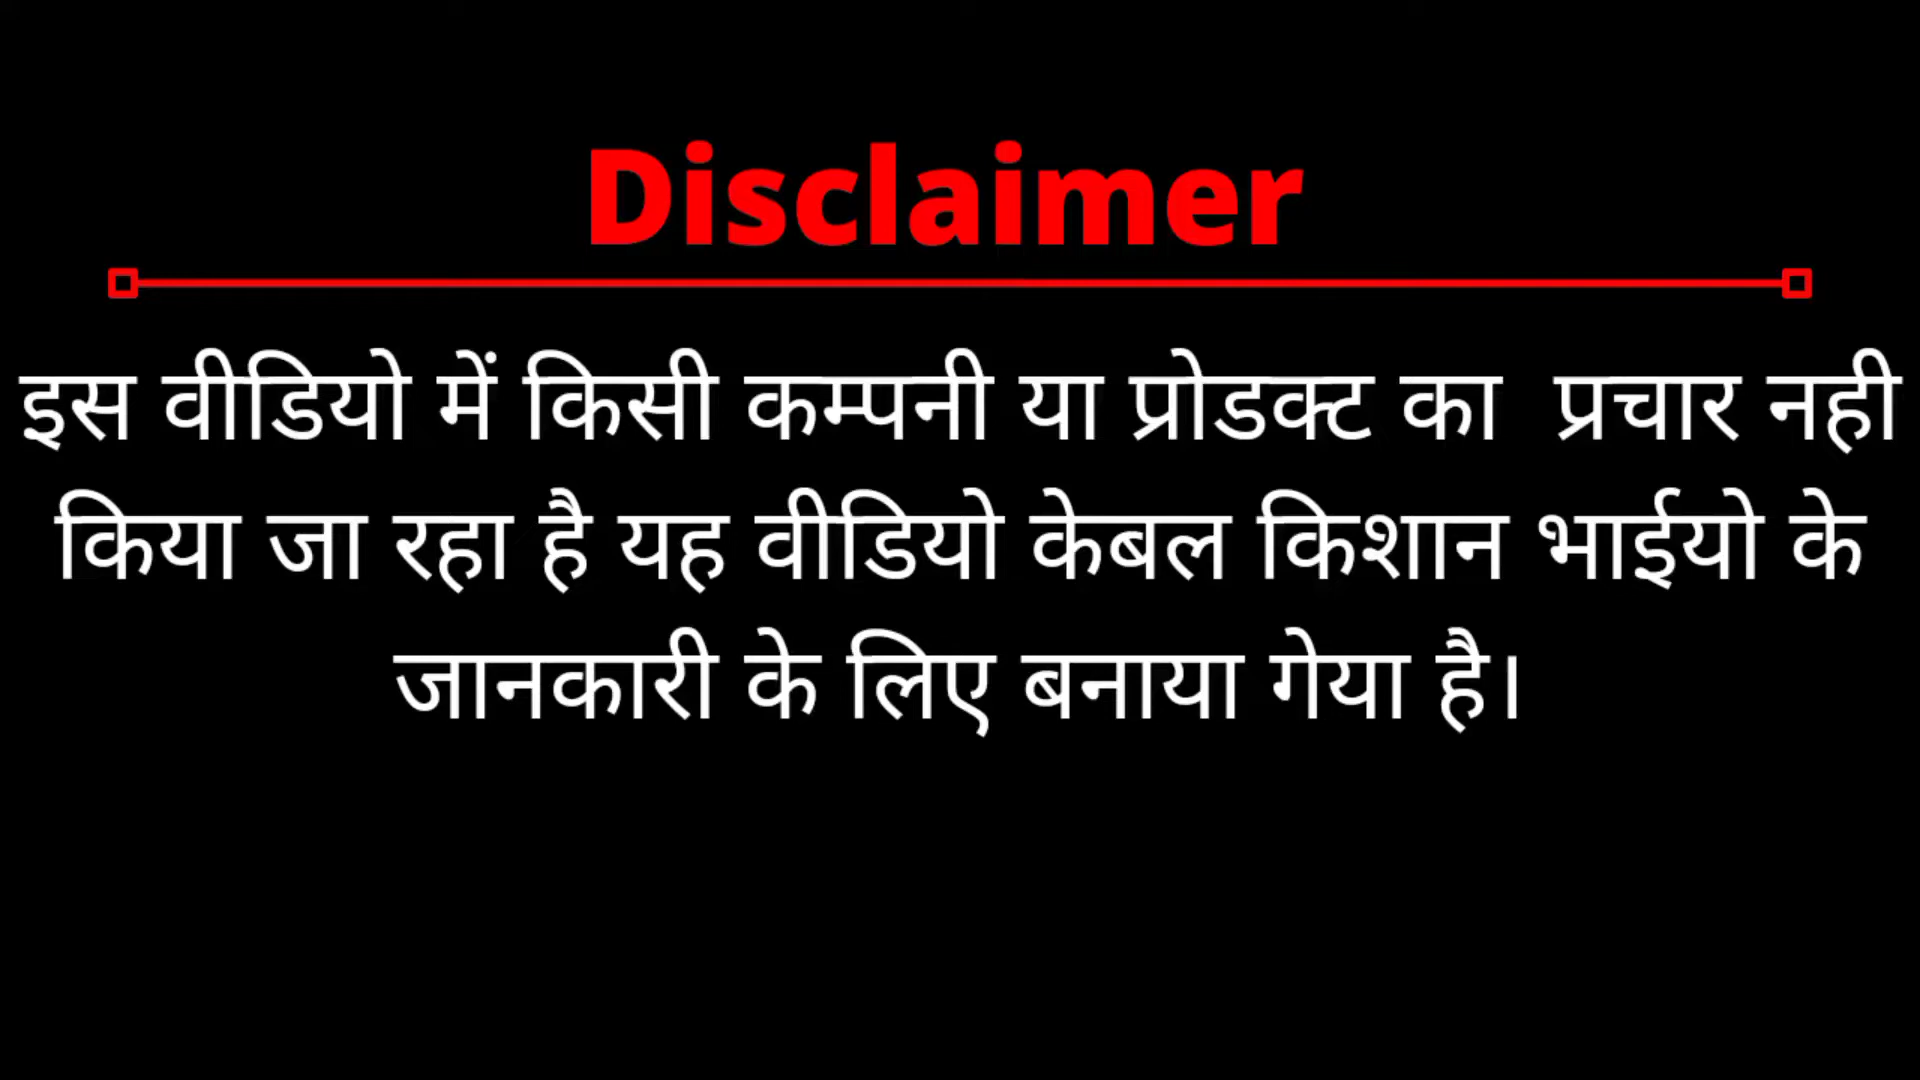 Disclaimer
इस वीडियो में किसी कम्पनी या प्रोडक्ट का प्रचार नही
किया जा रहा है यह वीडियो केबल किशान भाईयो के
जानकारी के लिए बनाया गेया है।